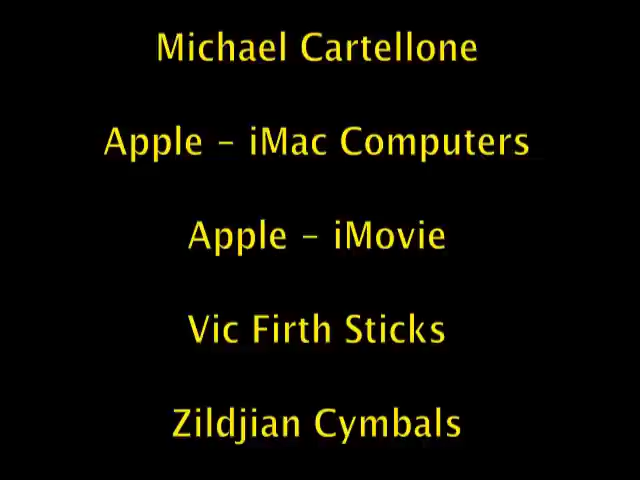 Michael Cartellone
Apple – iMac Computers
Apple – iMovie
Vic Firth Sticks
Zildjian Cymbals